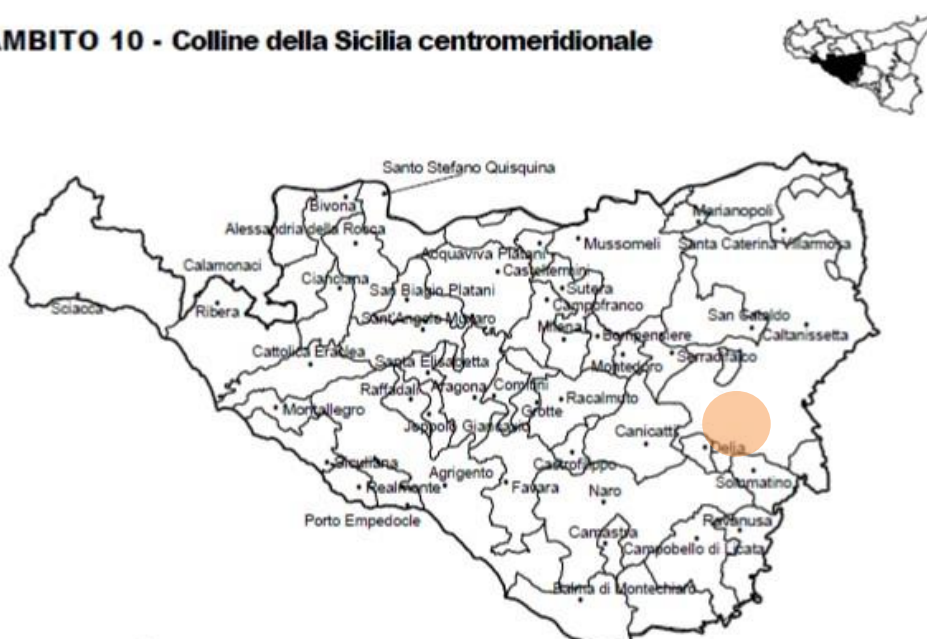 AMBITO 10 - Colline della Sicilia centromeridionale
Santo Stefano Quisquina
Bivona
Marianopoli
Alessandria della Rocca
Mussomeli
Santa Caterina Villarmosa
Acquaviva Platani
Calamonaci
Casteltermini
Cianciana
Sutera
San Biagio Platani
Sciacca
Ribera
Campofranco
San Cataldo
Sant'Angelo Muxaro
Milena
Bompensiere
Caltanissetta
Cattolica Eraclea
Serradifalco
Santa Elisabetta
Montedoro
Raffadali
Aragona
Comitini
Racalmuto
Montallegro
Grotte
Joppolo Giancaxio
Canicattì
Delia
Siculiana
Castrofilippo
Agrigento
Sommatino
Realmonte
Favara
Naro
Porto Empedocle
Ravanusa
Camastra
Campobello di Licata
Palma di Montechiaro